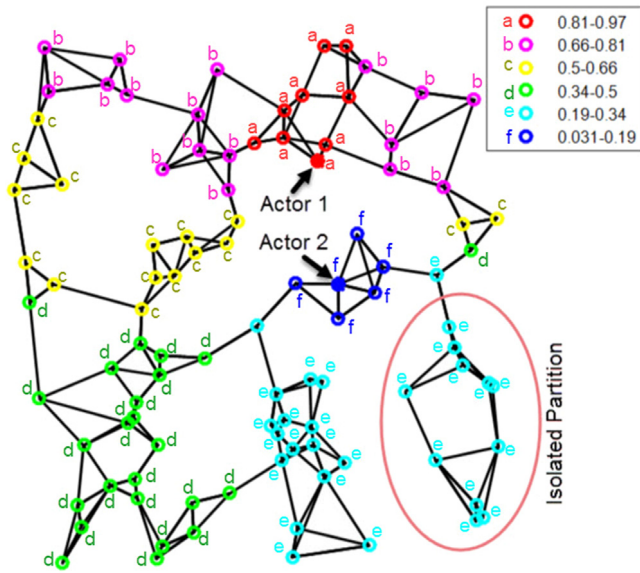 a 0.81-0.97
b 0.66-0.81
c 0.5-0.66
d 0.34-0.5
e 0.19-0.34
f 0.031-0.19
a a
b b b
b b b b b b
a a a a b b
c b a a a b
b b b a b
c c b b
Actor 1
c c c c
Actor 2
f f e d
c c c c c c
c c f f f
d c f e
d d d e e e
d d d e e e
d d d e e e
d d d e e e
d d d e e e
d d d e e e
d d d e e
Isolated Partition